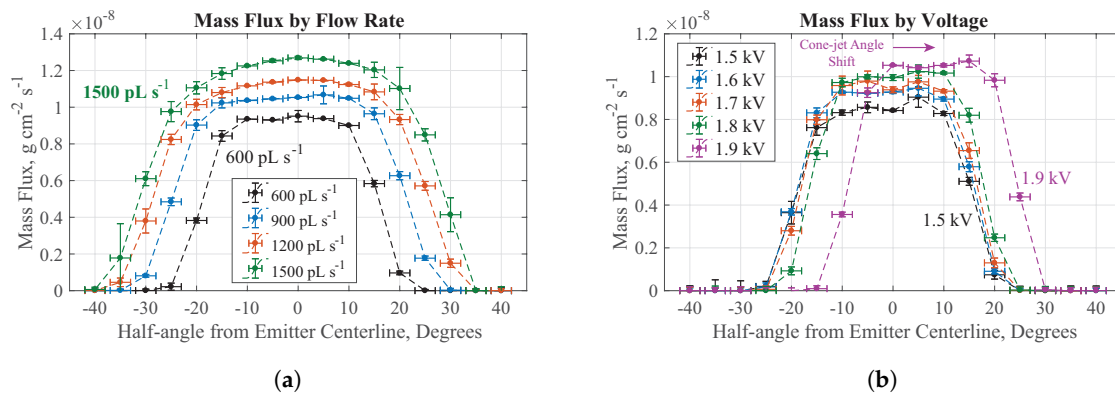 Mass Flux by Flow Rate
×10⁻⁸
1.4
1.2
1
0.8
0.6
0.4
0.2
0
Mass Flux, g cm⁻² s⁻¹
1500 pL s⁻¹
600 pL s⁻¹
600 pL s⁻¹
900 pL s⁻¹
1200 pL s⁻¹
1500 pL s⁻¹
-40 -30 -20 -10 0 10 20 30 40
Half-angle from Emitter Centerline, Degrees
(a)
Mass Flux by Voltage
×10⁻⁸
1.2
1
0.8
0.6
0.4
0.2
0
Mass Flux, g cm⁻² s⁻¹
1.5 kV
1.6 kV
1.7 kV
1.8 kV
1.9 kV
Cone-jet Angle
Shift
1.9 kV
1.5 kV
-40 -30 -20 -10 0 10 20 30 40
Half-angle from Emitter Centerline, Degrees
(b)